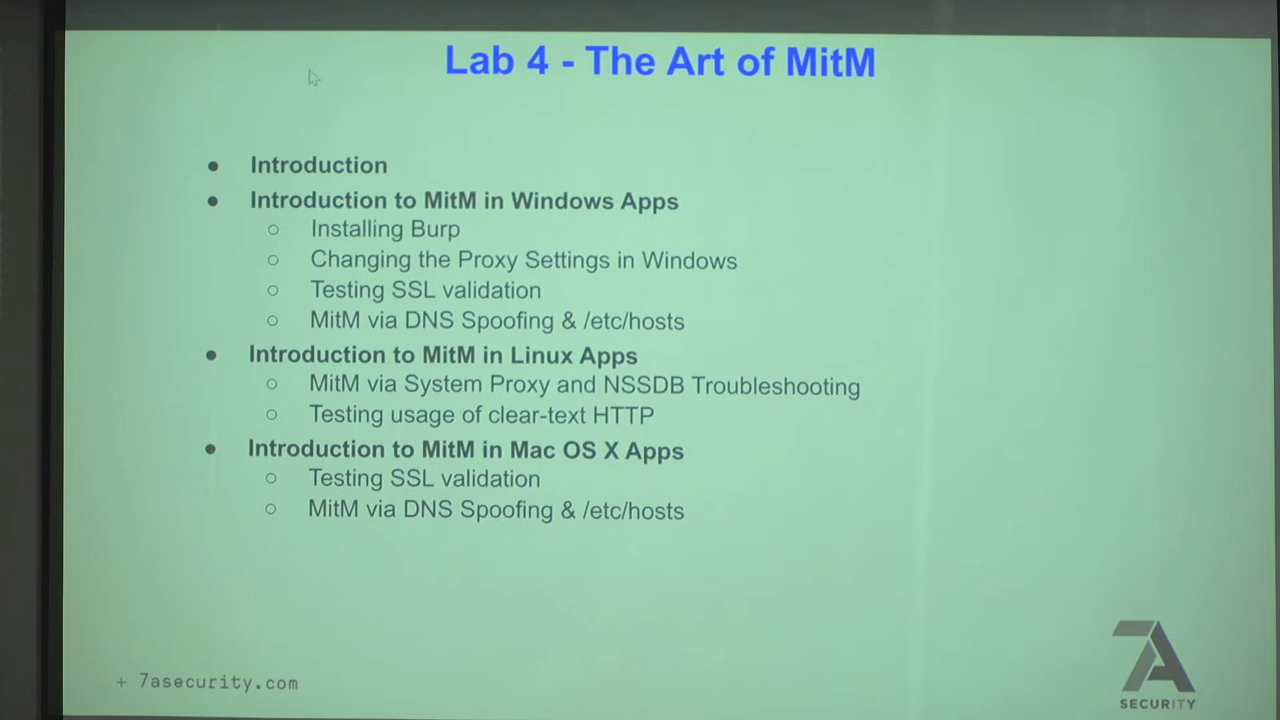 Lab 4 - The Art of MitM
● Introduction
● Introduction to MitM in Windows Apps
○ Installing Burp
○ Changing the Proxy Settings in Windows
○ Testing SSL validation
○ MitM via DNS Spoofing & /etc/hosts
● Introduction to MitM in Linux Apps
○ MitM via System Proxy and NSSDB Troubleshooting
○ Testing usage of clear-text HTTP
● Introduction to MitM in Mac OS X Apps
○ Testing SSL validation
○ MitM via DNS Spoofing & /etc/hosts
+ 7asecurity.com
7A
SECURITY